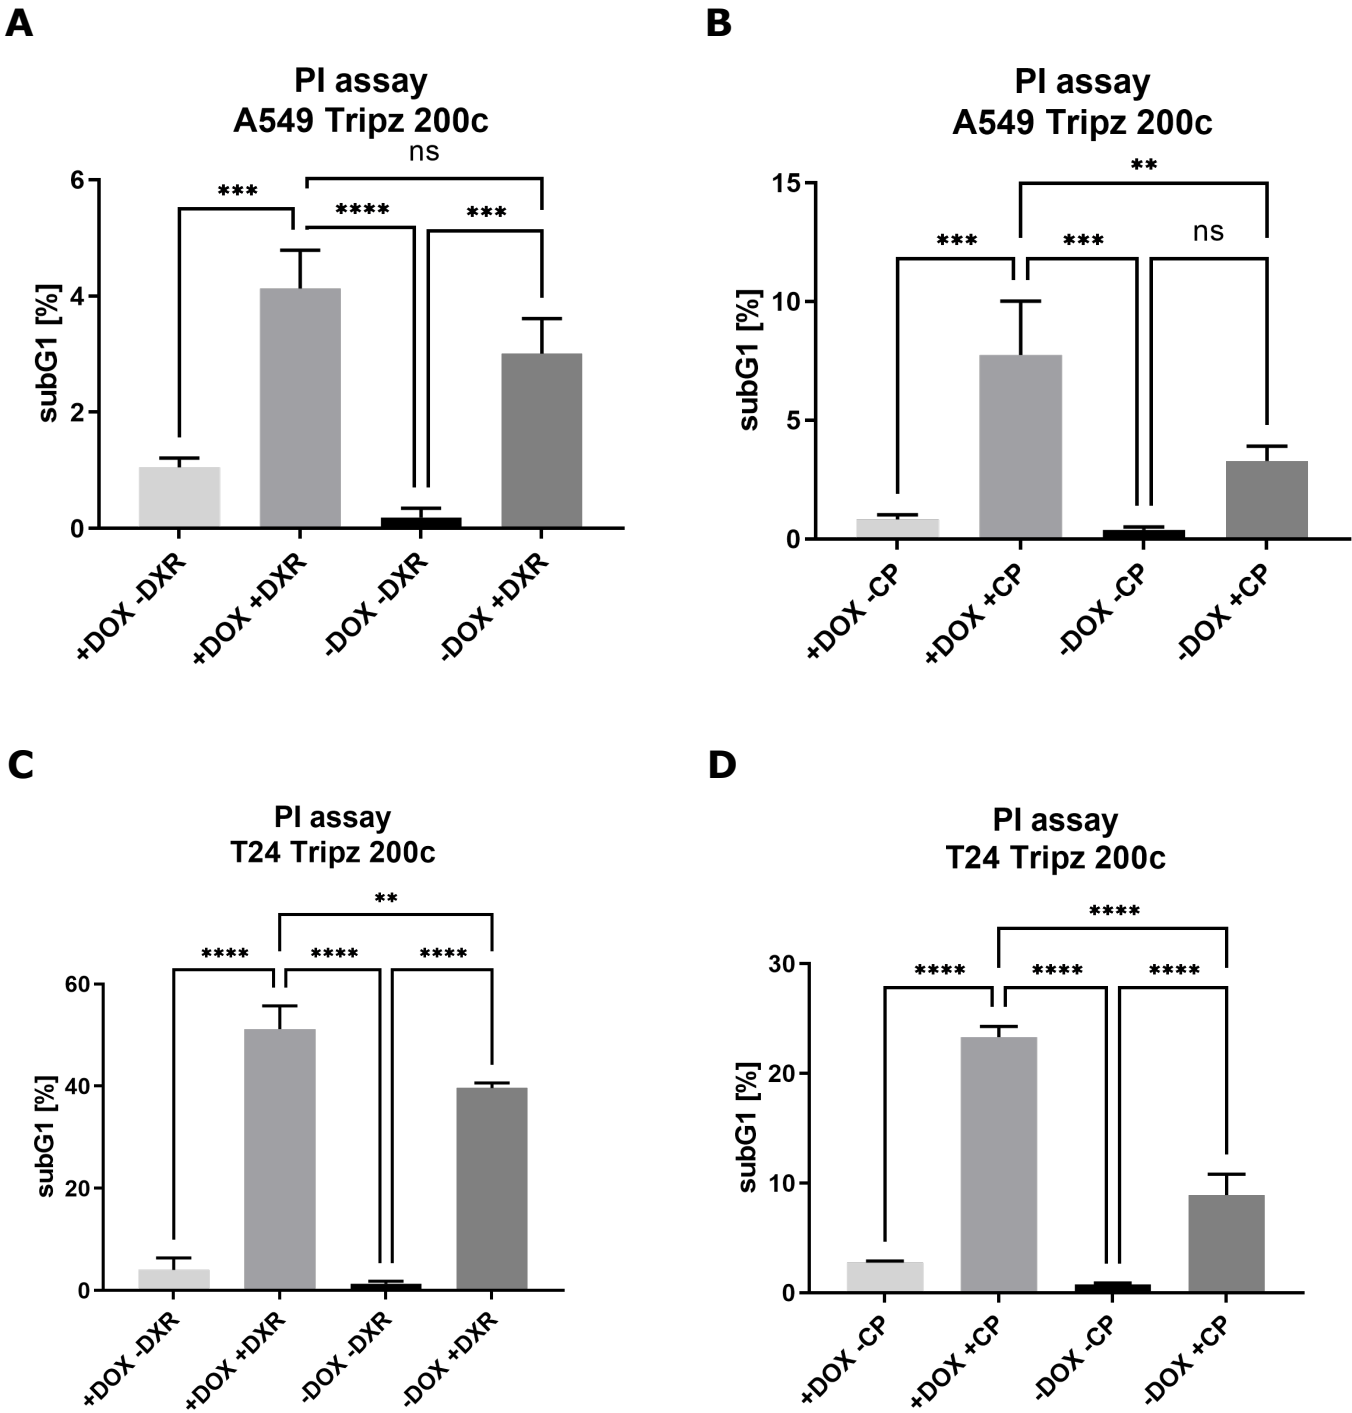 A
PI assay
A549 Tripz 200c
ns
***
****
***
6
4
2
0
subG1 [%]
+DOX -DXR
+DOX +DXR
-DOX -DXR
-DOX +DXR
B
PI assay
A549 Tripz 200c
**
***
***
ns
15
10
5
0
subG1 [%]
+DOX -CP
+DOX +CP
-DOX -CP
-DOX +CP
C
PI assay
T24 Tripz 200c
**
****
****
****
60
40
20
0
subG1 [%]
+DOX -DXR
+DOX +DXR
-DOX -DXR
-DOX +DXR
D
PI assay
T24 Tripz 200c
****
****
****
****
30
20
10
0
subG1 [%]
+DOX -CP
+DOX +CP
-DOX -CP
-DOX +CP